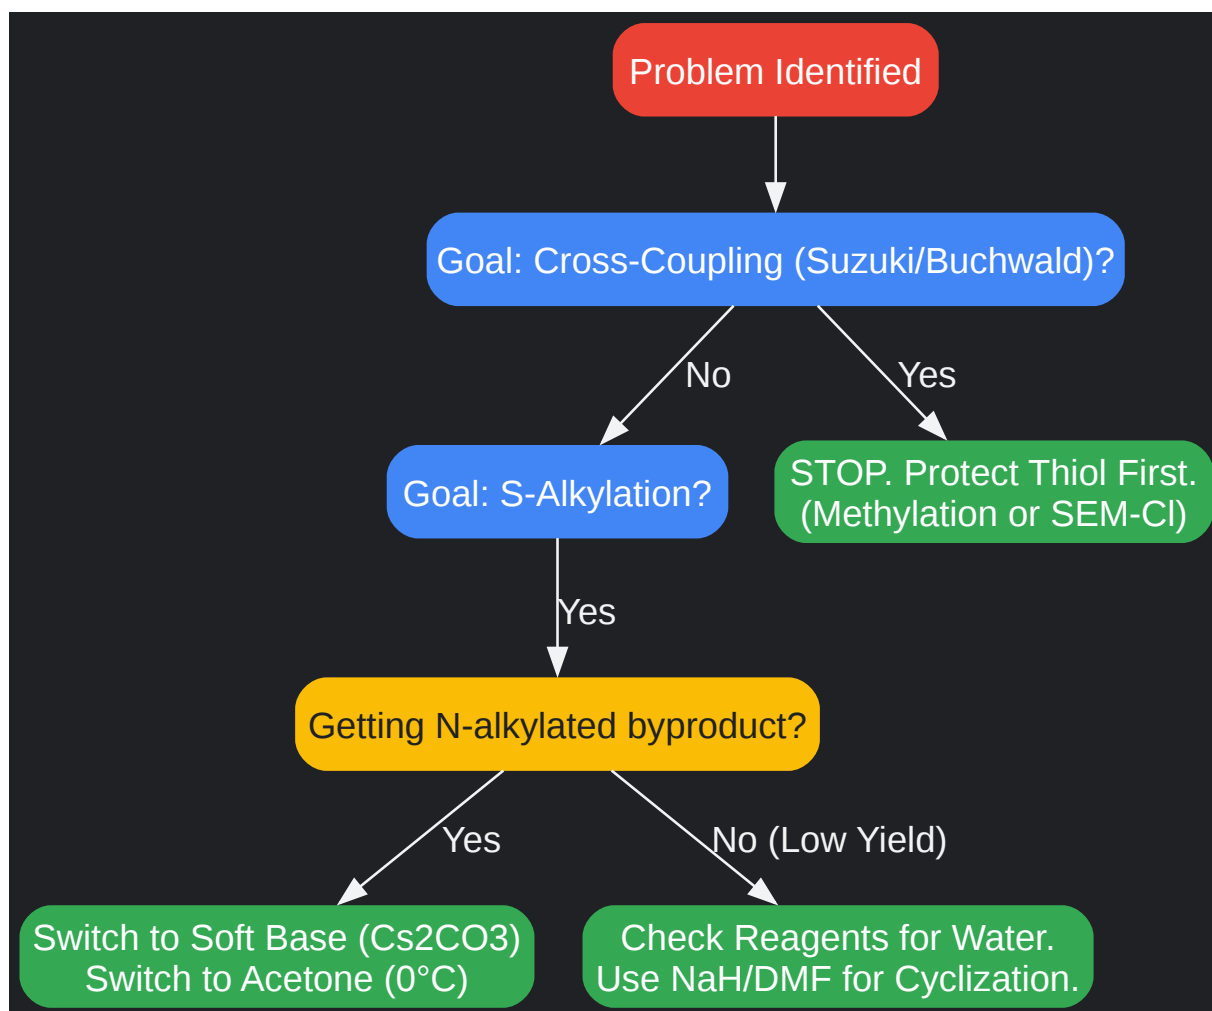 Problem Identified
Goal: Cross-Coupling (Suzuki/Buchwald)?
No
Yes
Goal: S-Alkylation?
STOP. Protect Thiol First.
(Methylation or SEM-Cl)
Yes
Getting N-alkylated byproduct?
Yes
No (Low Yield)
Switch to Soft Base (Cs2CO3)
Switch to Acetone (0°C)
Check Reagents for Water.
Use NaH/DMF for Cyclization.